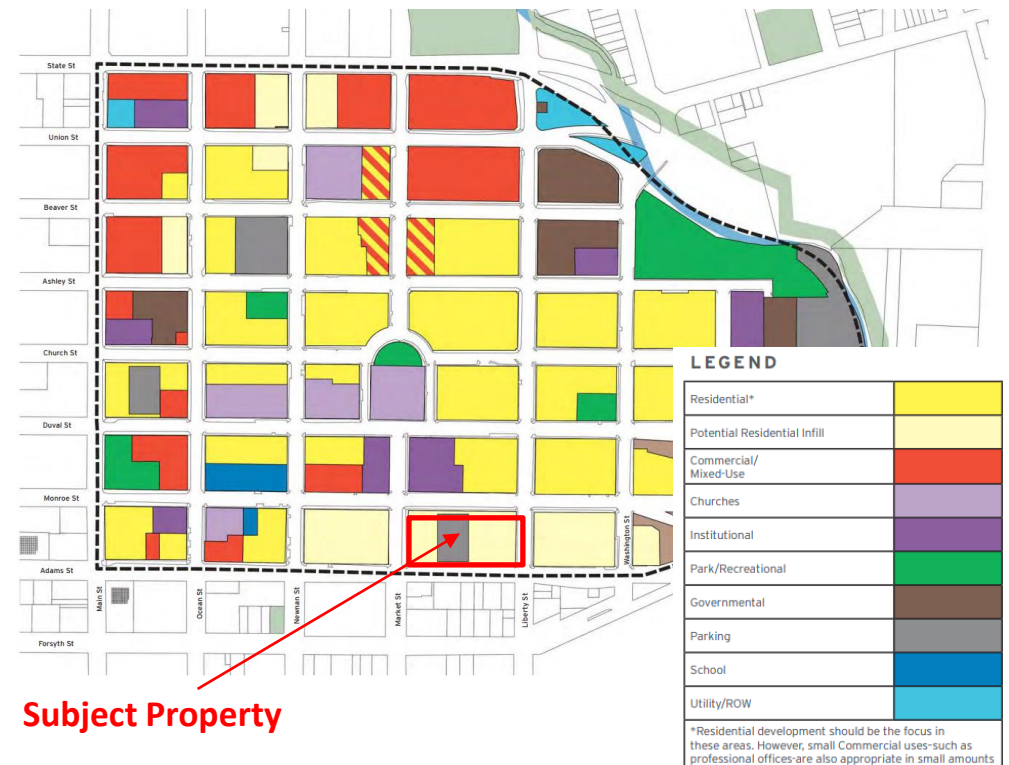 State St
Union St
Beaver St
Ashley St
Church St
Duval St
Monroe St
Adams St
Forsyth St
Main St
Ocean St
Newnan St
Market St
Liberty St
Washington St
Subject Property
LEGEND
Residential*
Potential Residential Infill
Commercial/
Mixed-Use
Churches
Institutional
Park/Recreational
Governmental
Parking
School
Utility/ROW
*Residential development should be the focus in
these areas. However, small Commercial uses-such as
professional offices-are also appropriate in small amounts